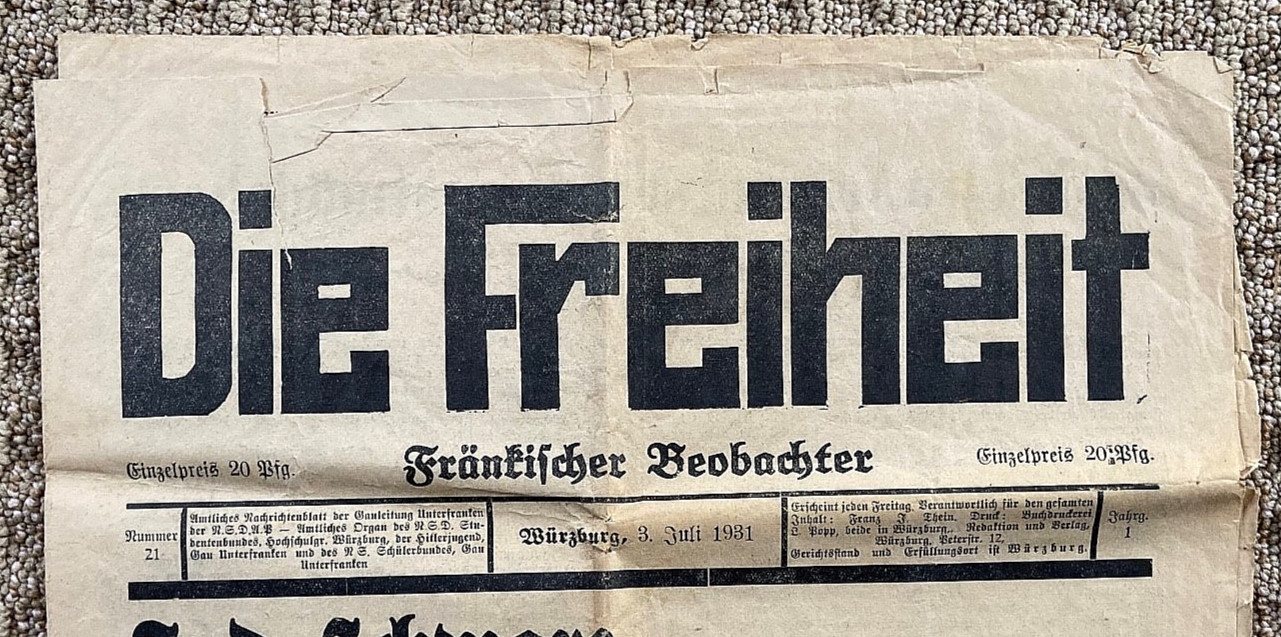 Die Freiheit
Einzelpreis 20 Pfg. Fränkischer Beobachter Einzelpreis 20 Pfg.
Nummer
21
Amtliches Nachrichtenblatt der Gauleitung Unterfranken
der N.S.D.A.P. — Amtliches Organ des N.S.D. Stu-
dentenbundes, Hochschulgr. Würzburg, der Hitlerjugend,
Gau Unterfranken und des N.S. Schülerbundes, Gau
Unterfranken
Würzburg, 3. Juli 1931
Erscheint jeden Freitag. Verantwortlich für den gesamten
Inhalt: Franz J. Thein. Druck: Buchdruckerei
L. Popp, beide in Würzburg. Redaktion und Verlag,
Würzburg, Peterstr. 12,
Gerichtsstand und Erfüllungsort ist Würzburg.
Jahrg.
1